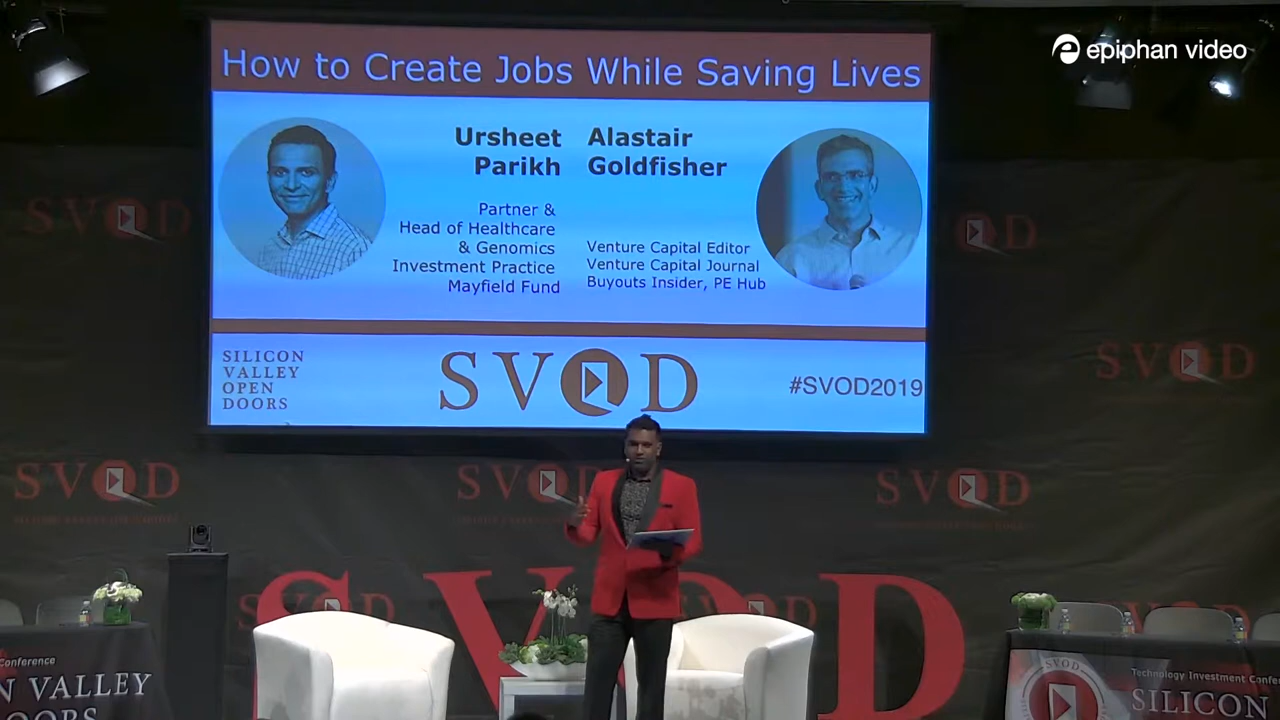 epiphan video
How to Create Jobs While Saving Lives
Ursheet
Parikh
Partner &
Head of Healthcare
& Genomics
Investment Practice
Mayfield Fund
Alastair
Goldfisher
Venture Capital Editor
Venture Capital Journal
Buyouts Insider, PE Hub
SILICON
VALLEY
OPEN
DOORS
SVOD
#SVOD2019
SVOD
SVOD
SVOD
SVOD
SVOD
SVOD
SVOD
SVOD
Conference
N VALLEY
OORS
SVOD
Technology Investment Confe
SILICON